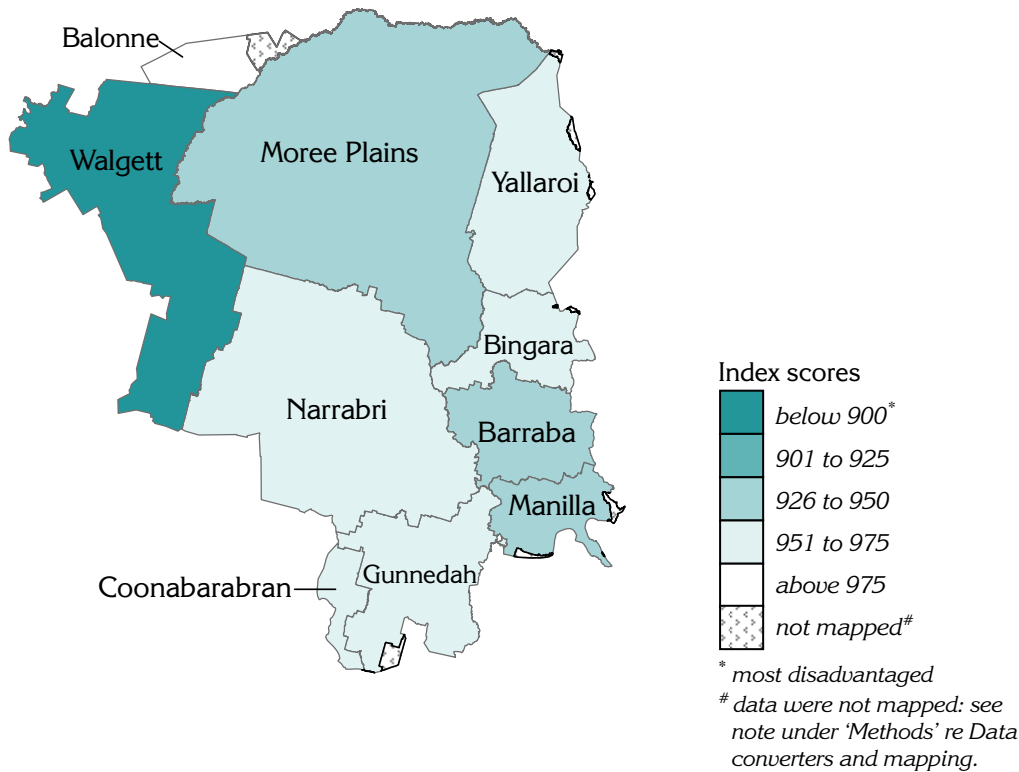 Balonne
Walgett
Moree Plains
Yallaroi
Bingara
Narrabri
Barraba
Manilla
Coonabarabran
Gunnedah
Index scores
below 900*
901 to 925
926 to 950
951 to 975
above 975
not mapped#
* most disadvantaged
# data were not mapped: see
note under ‘Methods’ re Data
converters and mapping.